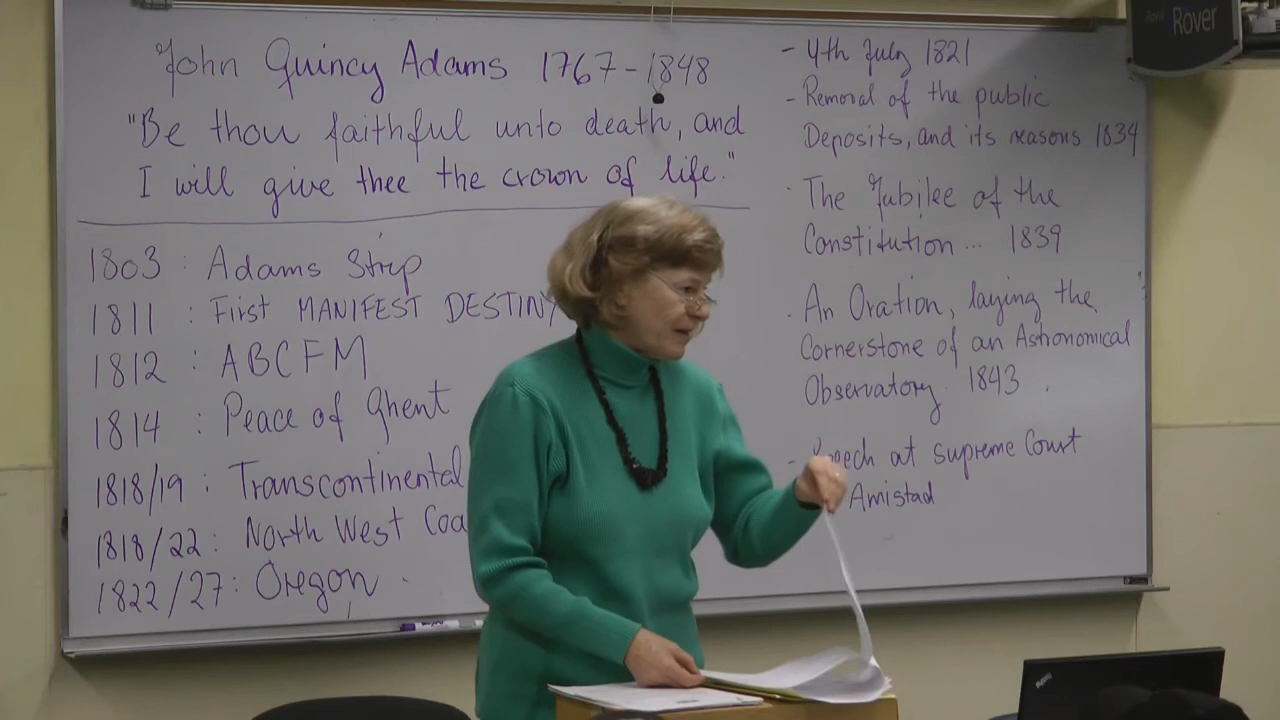 John Quincy Adams 1767-1848
"Be thou faithful unto death, and
I will give thee the crown of life."
1803 : Adams Strip
1811 : First MANIFEST DESTINY
1812 : ABCFM
1814 : Peace of Ghent
1818/19 : Transcontinental
1818/22 : North West Coa
1822/27 : Oregon
- 4th July 1821
- Removal of the public
Deposits, and its reasons 1834
· The Jubilee of the
Constitution ... 1839
· An Oration, laying the
Cornerstone of an Astronomical
Observatory 1843 .
- Speech at supreme Court
Amistad
Royal
Rover
ThinkPad